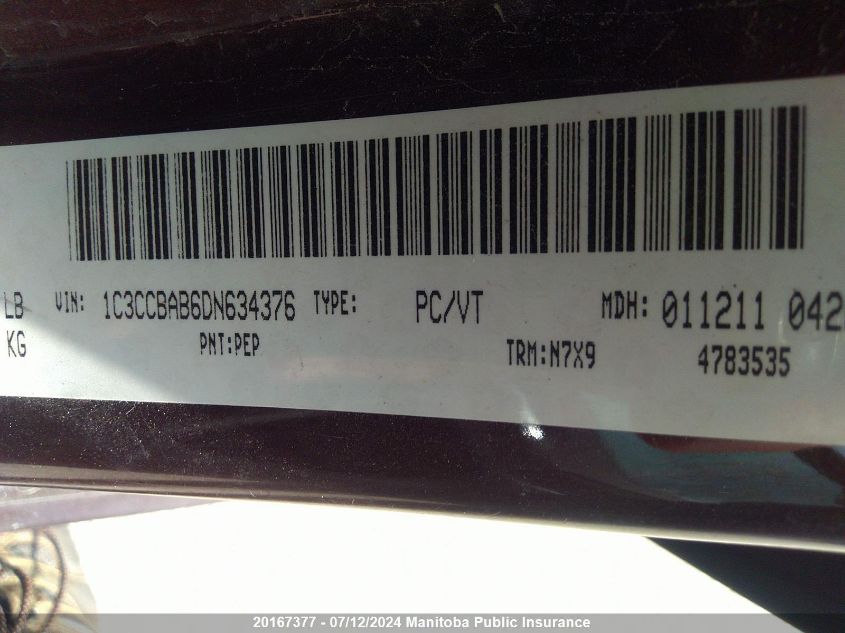 LB VIN: 1C3CCBAB6DN634376 TYPE: PC/VT MDH: 011211 042
KG PNT:PEP TRM:N7X9 4783535
20167377 - 07/12/2024 Manitoba Public Insurance